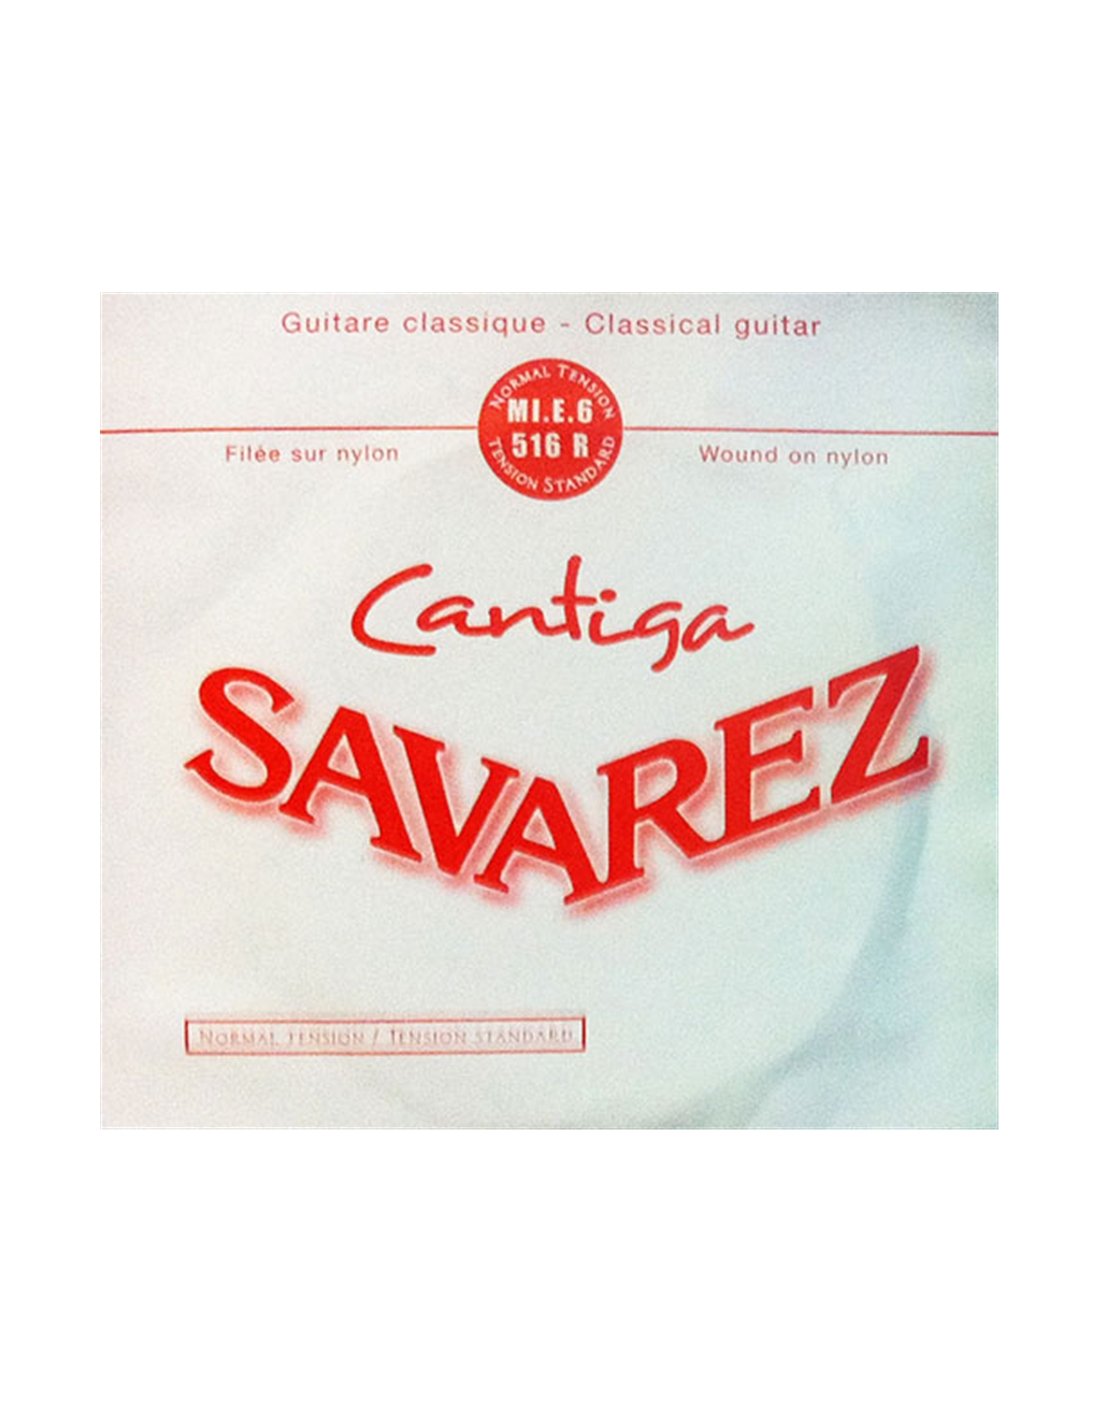 Guitare classique - Classical guitar
NORMAL TENSION
MI.E.6
516 R
TENSION STANDARD
Filée sur nylon
Wound on nylon
Cantiga
SAVAREZ
NORMAL TENSION / TENSION STANDARD